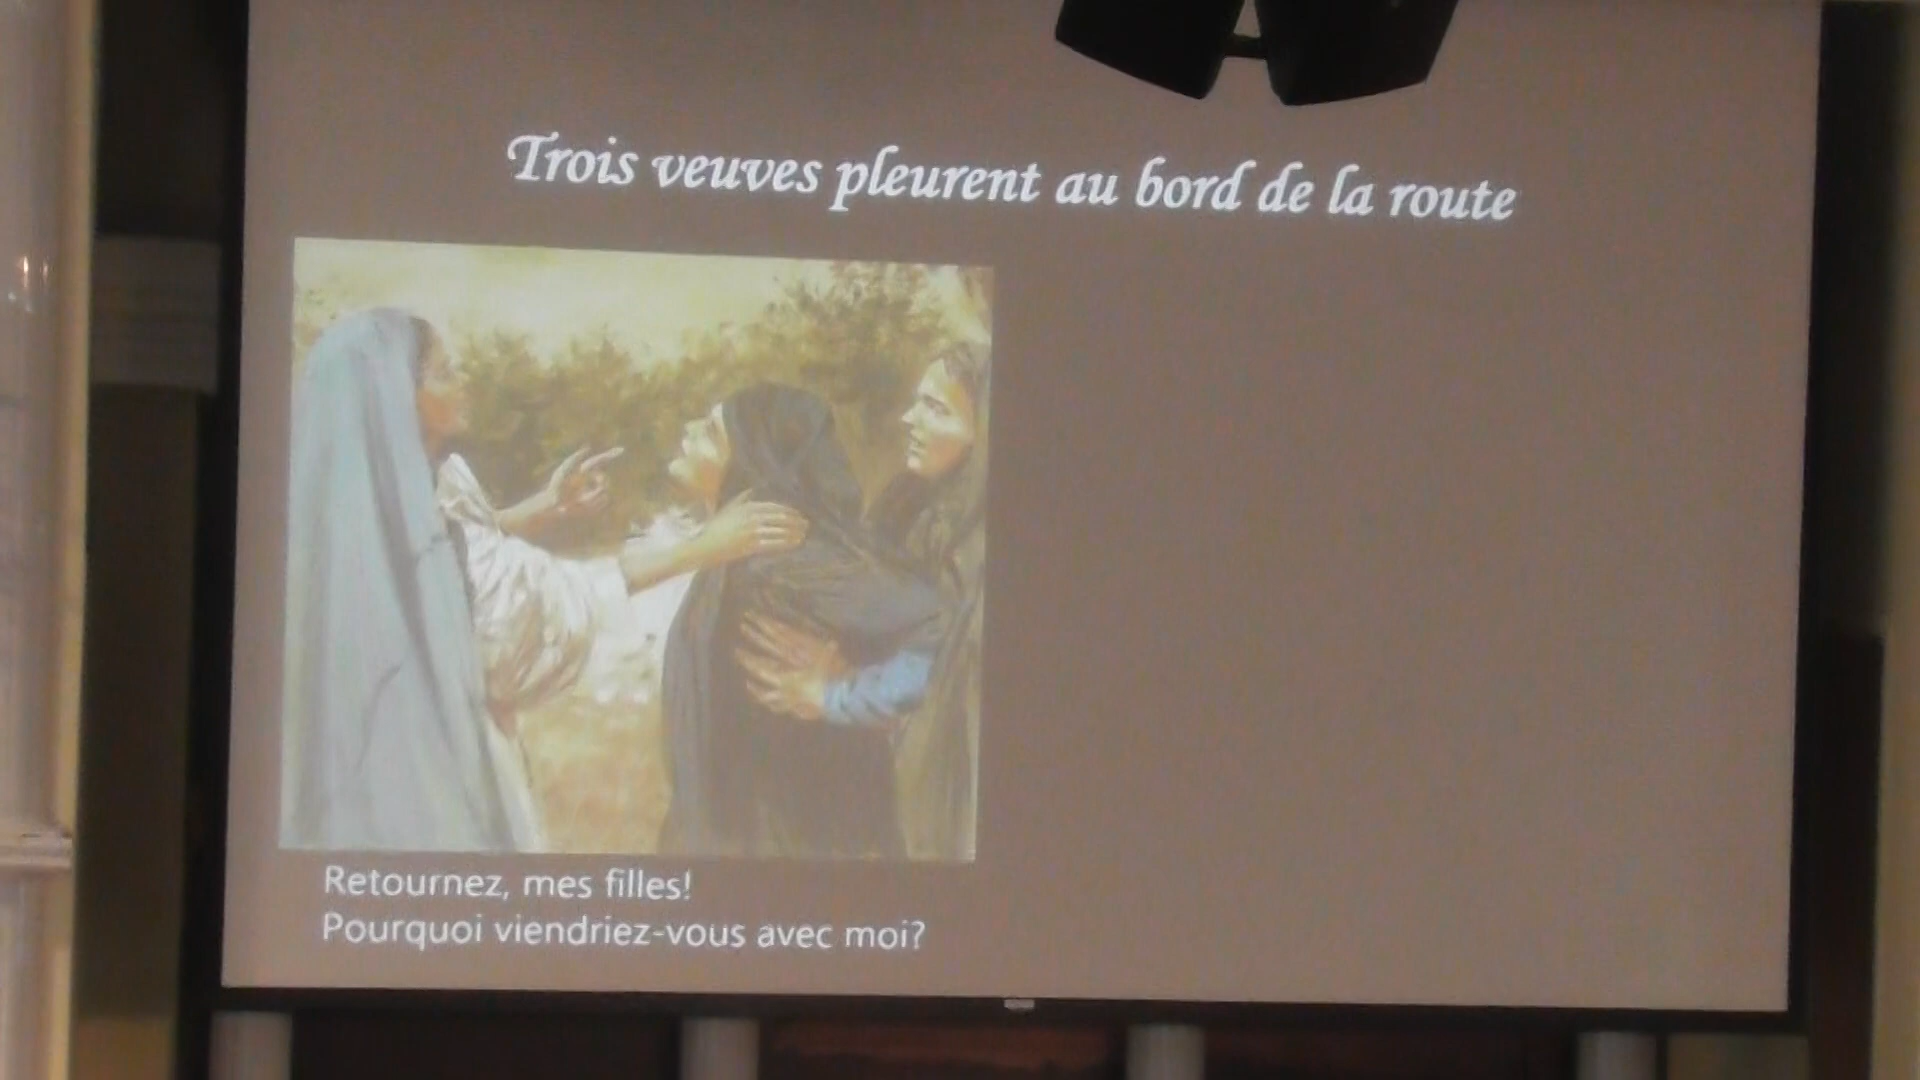 Trois veuves pleurent au bord de la route
Retournez, mes filles!
Pourquoi viendriez-vous avec moi?